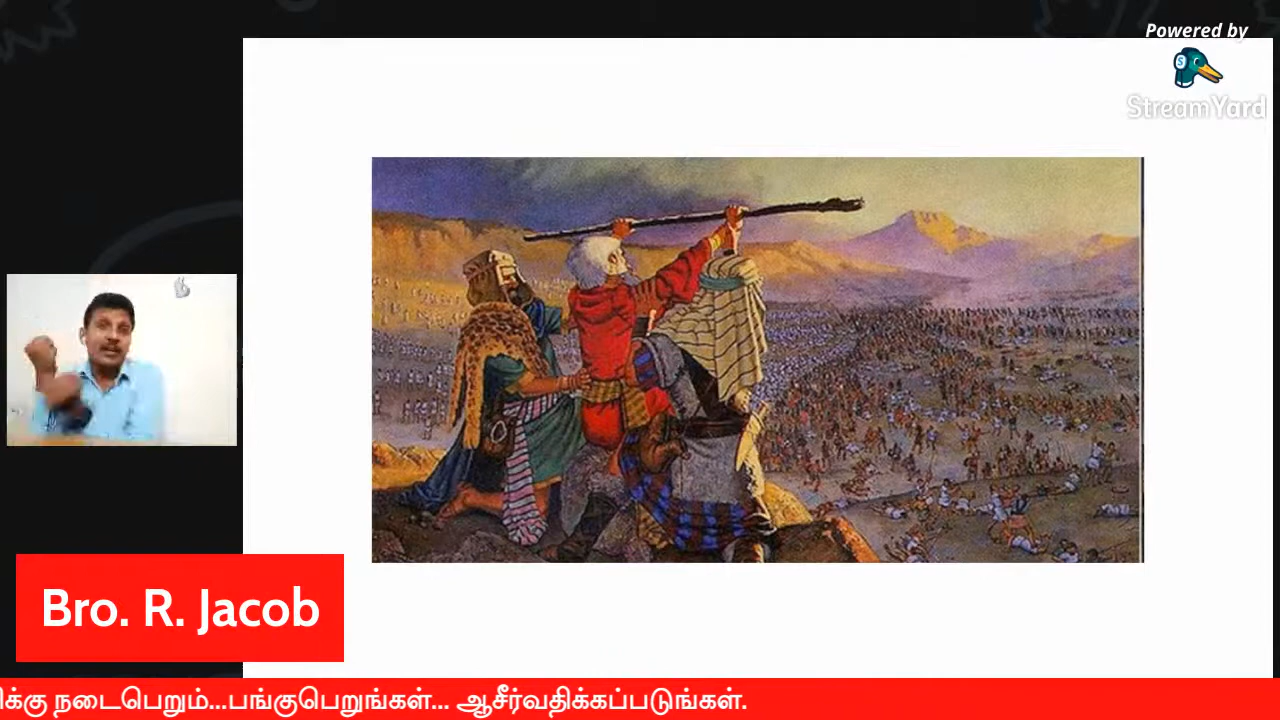 Powered by
StreamYard
Bro. R. Jacob
நடைபெறும்...பங்குபெறுங்கள்... ஆசீர்வதிக்கப்படுங்கள்.